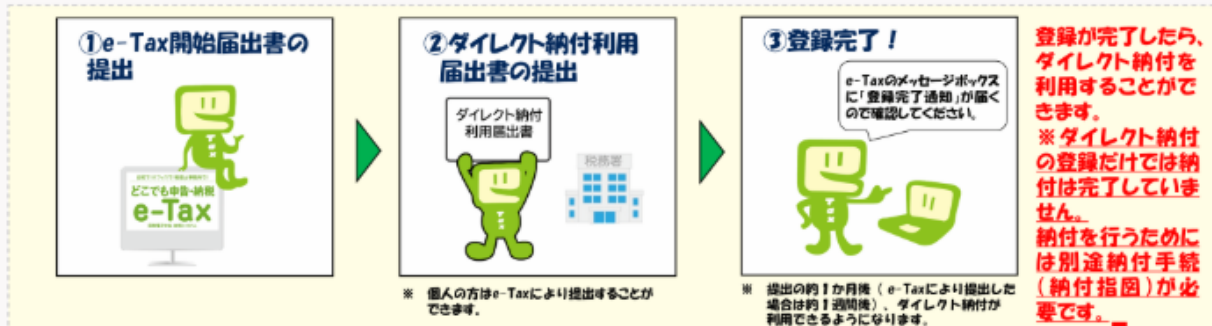 ①e-Tax開始届出書の
提出
どこでも申告・納税
e-Tax
②ダイレクト納付利用
届出書の提出
ダイレクト納付
利用届出書
税務署
※ 個人の方はe-Taxにより提出することが
できます。
③登録完了！
e-Taxのメッセージボックス
に「登録完了通知」が届く
ので確認してください。
※ 提出の約１か月後（e-Taxにより提出した
場合は約１週間後）、ダイレクト納付が
利用できるようになります。
登録が完了したら、
ダイレクト納付を
利用することがで
きます。
※ダイレクト納付
の登録だけでは納
付は完了していま
せん。
納付を行うために
は別途納付手続
（納付指図）が必
要です。